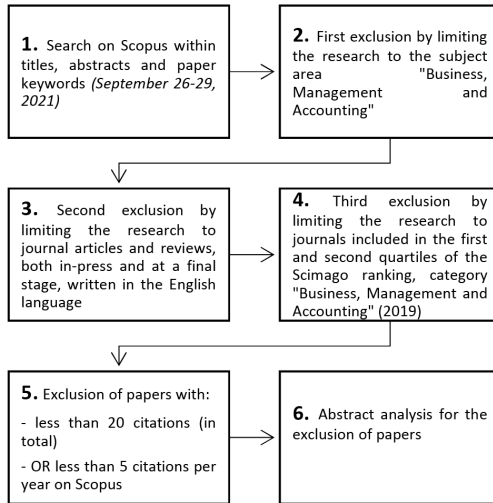 1. Search on Scopus within
titles, abstracts and paper
keywords (September 26-29,
2021)
2. First exclusion by limiting
the research to the subject
area "Business,
Management and
Accounting"
3. Second exclusion by
limiting the research to
journal articles and reviews,
both in-press and at a final
stage, written in the English
language
4. Third exclusion by
limiting the research to
journals included in the first
and second quartiles of the
Scimago ranking, category
"Business, Management and
Accounting" (2019)
5. Exclusion of papers with:
- less than 20 citations (in
total)
- OR less than 5 citations per
year on Scopus
6. Abstract analysis for the
exclusion of papers